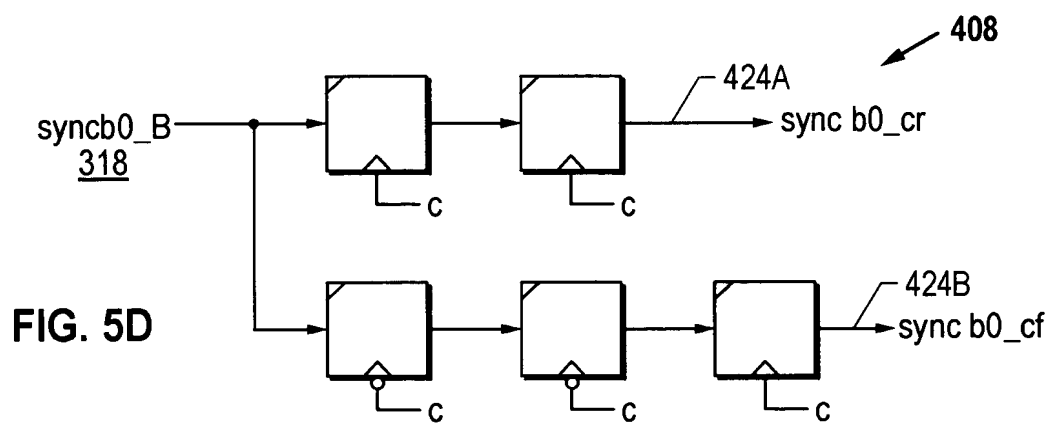 408
424A
syncb0_B
sync b0_cr
318
c
c
424B
FIG. 5D
sync b0_cf
c
c
c